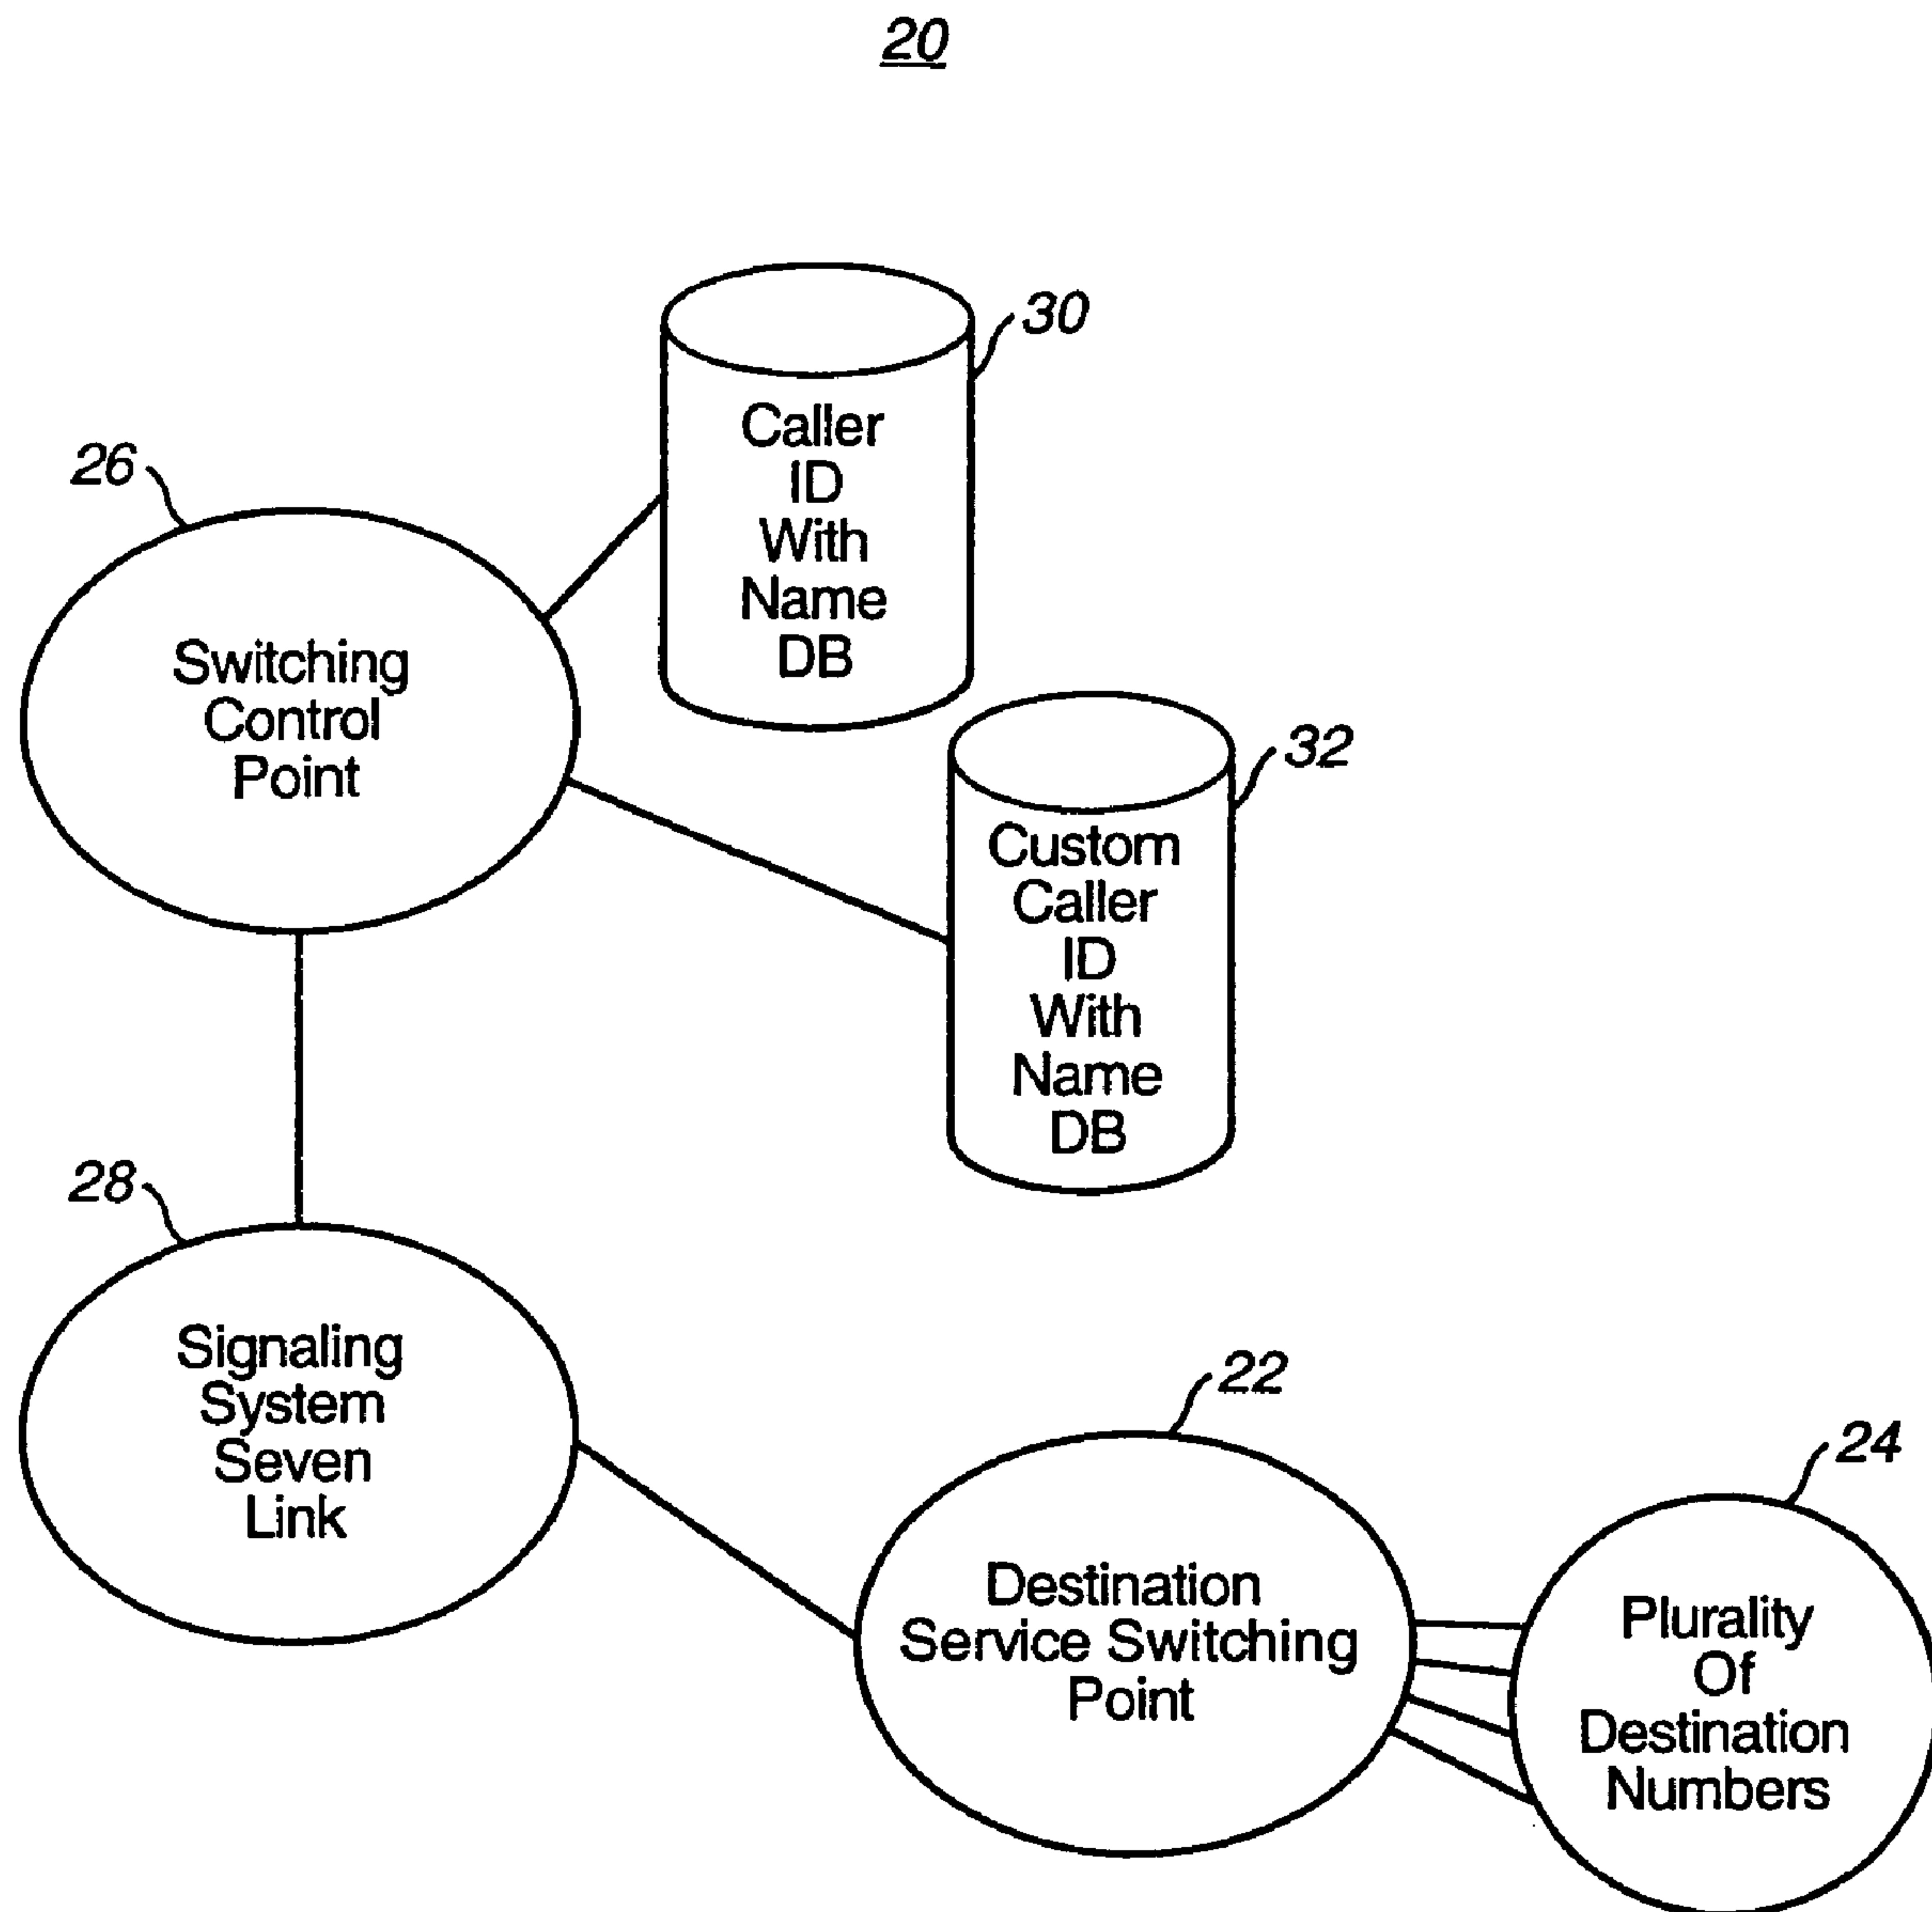 20
30
Caller
ID
With
Name
DB
26
Switching
Control
Point
32
Custom
Caller
ID
With
Name
DB
28
Signaling
System
Seven
Link
22
Destination
Service Switching
Point
24
Plurality
Of
Destination
Numbers